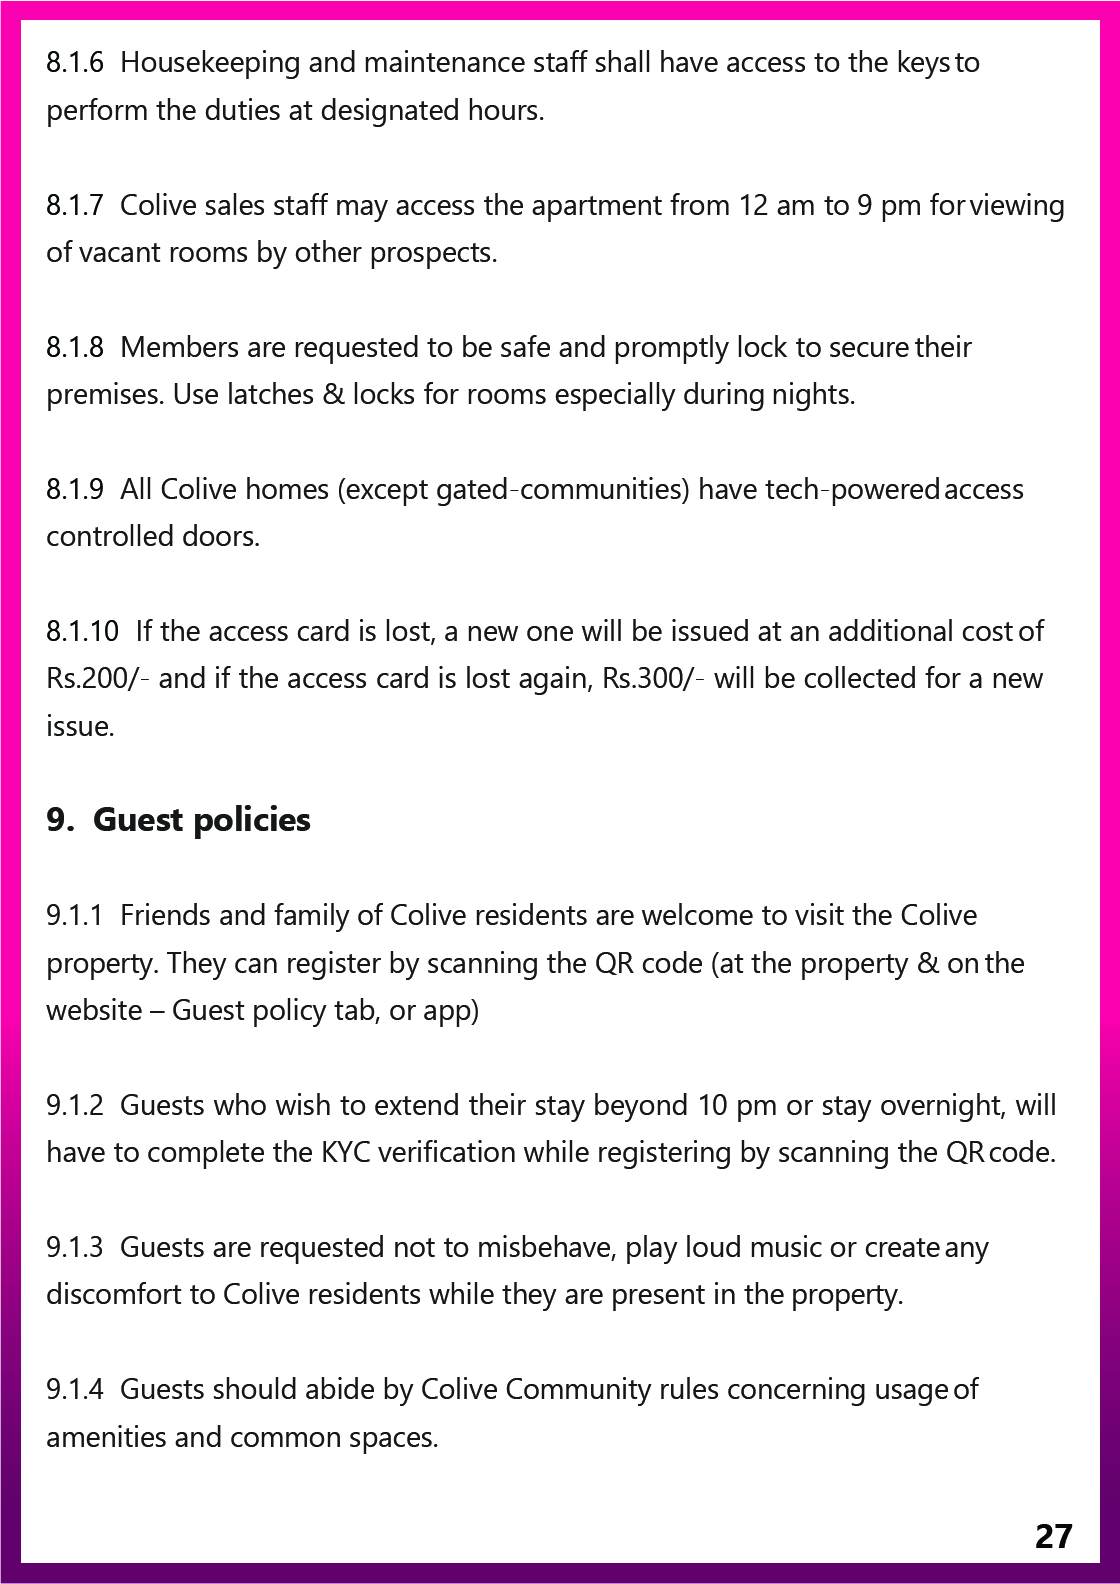 8.1.6 Housekeeping and maintenance staff shall have access to the keys to
perform the duties at designated hours.
8.1.7 Colive sales staff may access the apartment from 12 am to 9 pm for viewing
of vacant rooms by other prospects.
8.1.8 Members are requested to be safe and promptly lock to secure their
premises. Use latches & locks for rooms especially during nights.
8.1.9 All Colive homes (except gated-communities) have tech-powered access
controlled doors.
8.1.10 If the access card is lost, a new one will be issued at an additional cost of
Rs.200/- and if the access card is lost again, Rs.300/- will be collected for a new
issue.
9. Guest policies
9.1.1 Friends and family of Colive residents are welcome to visit the Colive
property. They can register by scanning the QR code (at the property & on the
website – Guest policy tab, or app)
9.1.2 Guests who wish to extend their stay beyond 10 pm or stay overnight, will
have to complete the KYC verification while registering by scanning the QR code.
9.1.3 Guests are requested not to misbehave, play loud music or create any
discomfort to Colive residents while they are present in the property.
9.1.4 Guests should abide by Colive Community rules concerning usage of
amenities and common spaces.
27